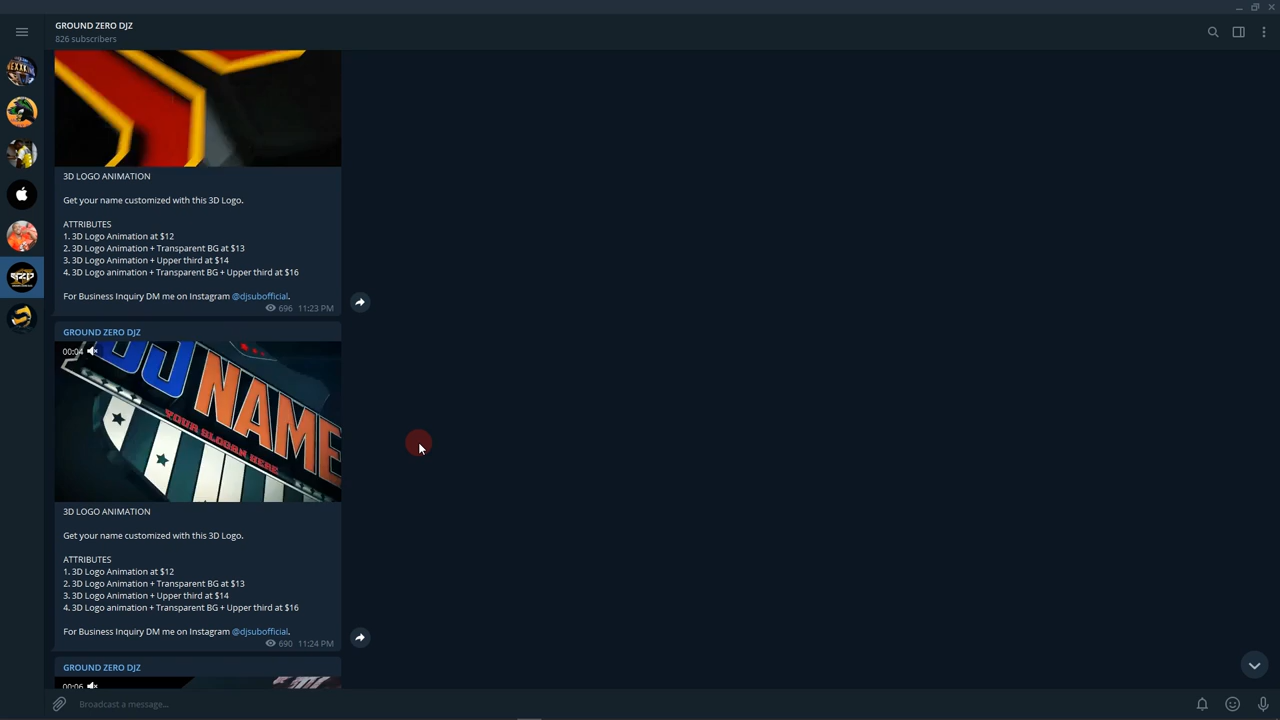 GROUND ZERO DJZ
826 subscribers
3D LOGO ANIMATION
Get your name customized with this 3D Logo.
ATTRIBUTES
1. 3D Logo Animation at $12
2. 3D Logo Animation + Transparent BG at $13
3. 3D Logo Animation + Upper third at $14
4. 3D Logo animation + Transparent BG + Upper third at $16
For Business Inquiry DM me on Instagram @djsubofficial.
696 11:23 PM
GROUND ZERO DJZ
00:04
DJ NAME
YOUR SLOGAN HERE
3D LOGO ANIMATION
Get your name customized with this 3D Logo.
ATTRIBUTES
1. 3D Logo Animation at $12
2. 3D Logo Animation + Transparent BG at $13
3. 3D Logo Animation + Upper third at $14
4. 3D Logo animation + Transparent BG + Upper third at $16
For Business Inquiry DM me on Instagram @djsubofficial.
690 11:24 PM
GROUND ZERO DJZ
00:06
Broadcast a message...